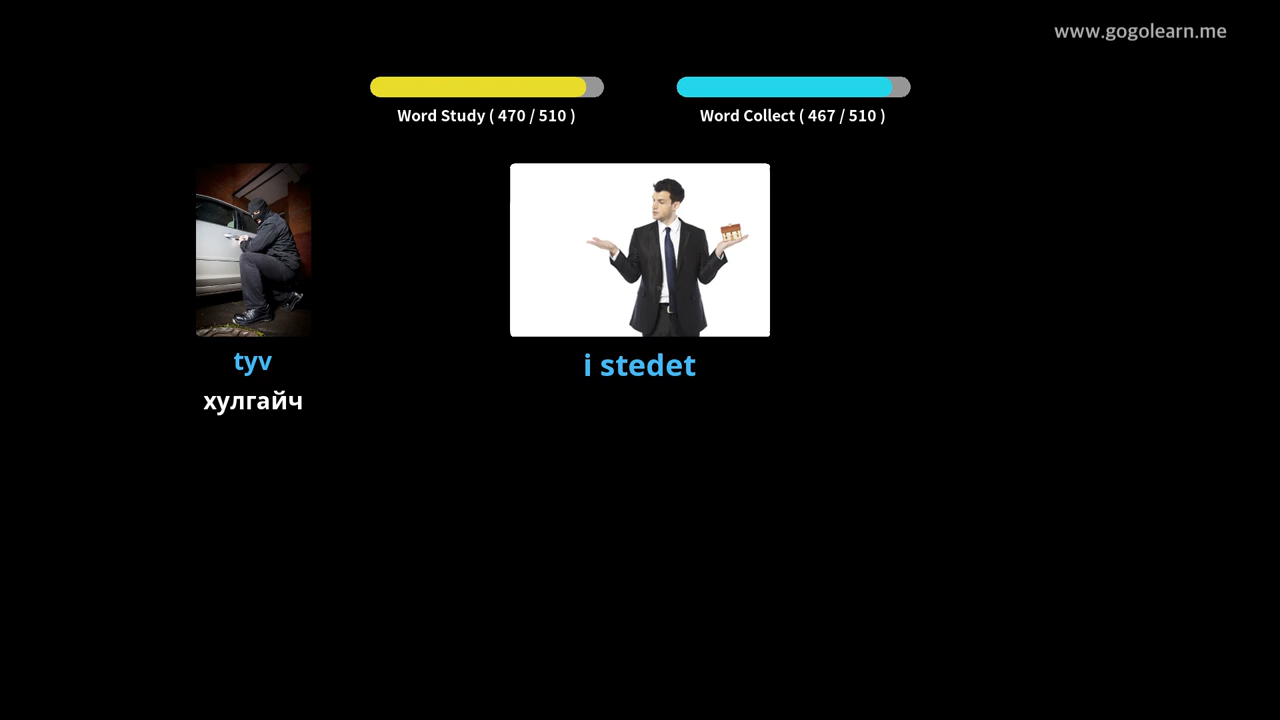 www.gogolearn.me
Word Study ( 470 / 510 )
Word Collect ( 467 / 510 )
tyv
хулгайч
i stedet